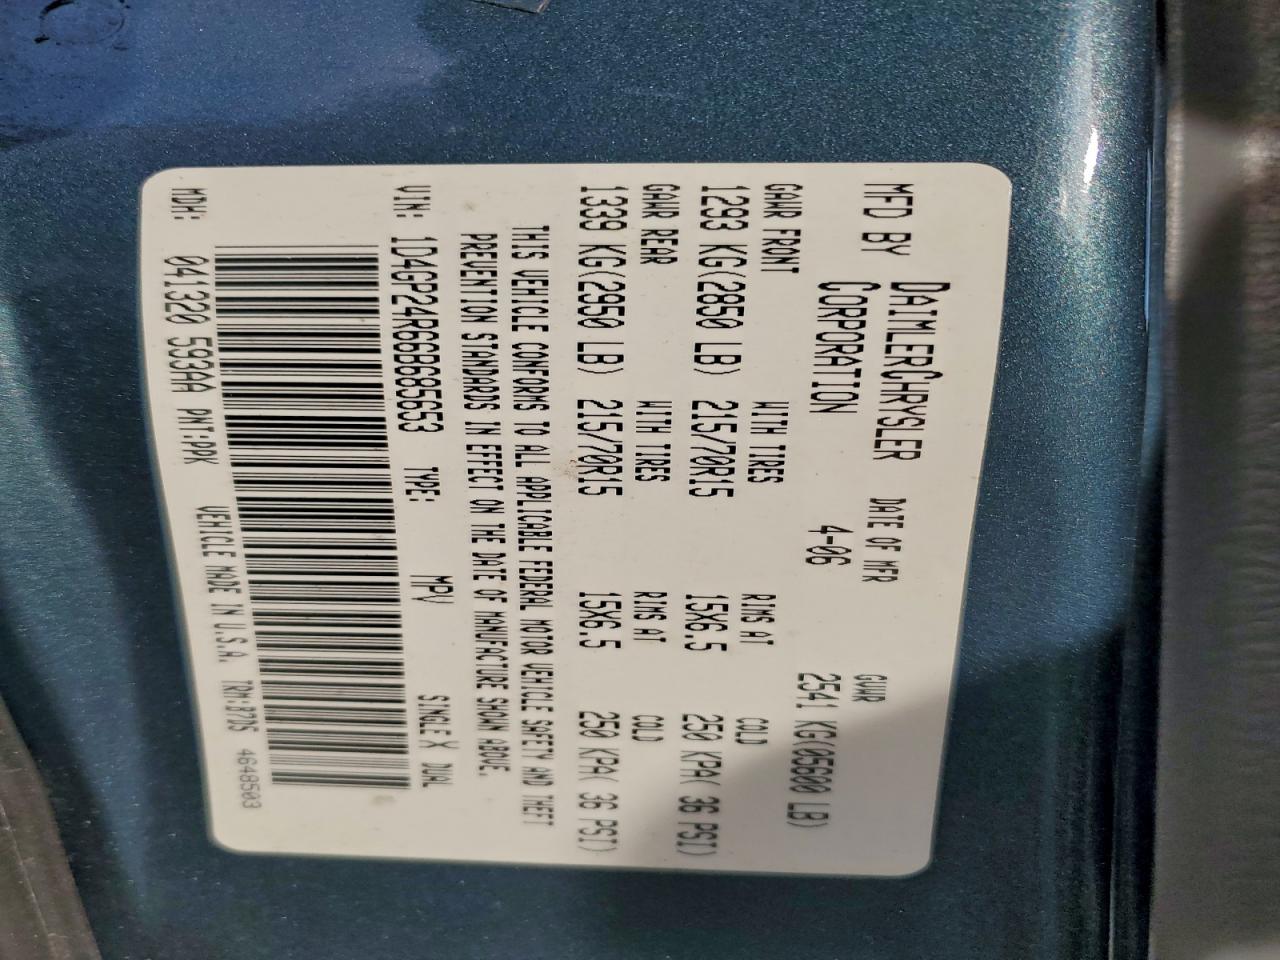 MFD BY DAIMLERCHRYSLER CORPORATION DATE OF MFR 4-06 GVWR 2541 KG(05600 LB)
GAWR FRONT WITH TIRES RIMS AT COLD
1293 KG(2850 LB) 215/70R15 15X6.5 250 KPA( 36 PSI)
GAWR REAR WITH TIRES RIMS AT COLD
1339 KG(2950 LB) 215/70R15 15X6.5 250 KPA( 36 PSI)
THIS VEHICLE CONFORMS TO ALL APPLICABLE FEDERAL MOTOR VEHICLE SAFETY AND THEFT
PREVENTION STANDARDS IN EFFECT ON THE DATE OF MANUFACTURE SHOWN ABOVE.
VIN: 1D4GP24R66B685653 TYPE: MPV SINGLE X DUAL
MDH: 041320 593AA PNT:PPK VEHICLE MADE IN U.S.A. TRM:B7D5 4648503